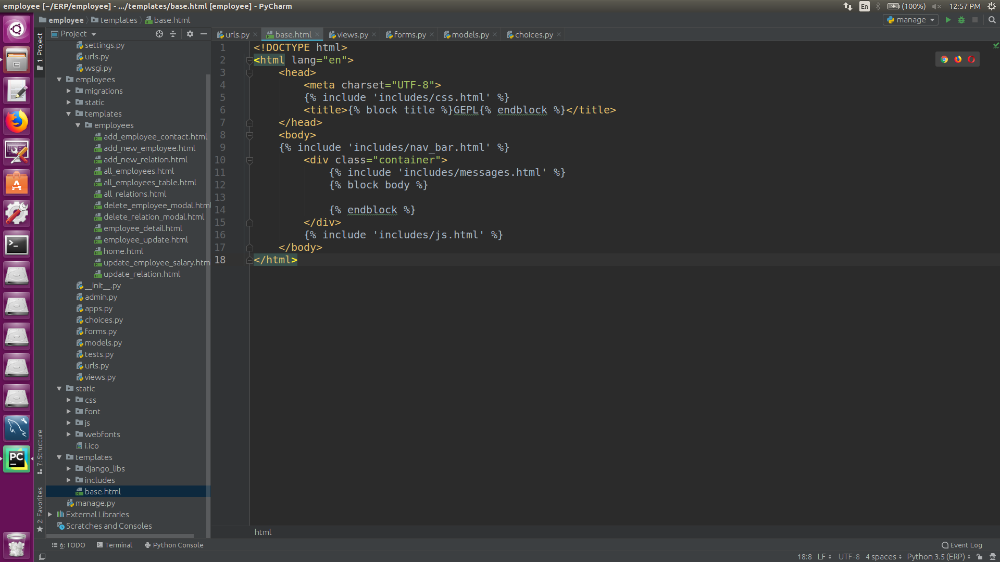 employee [~/ERP/employee] - .../templates/base.html [employee] - PyCharm
En (100%) 12:57 PM
employee templates base.html
manage
1: Project
Project
urls.py base.html views.py forms.py models.py choices.py
settings.py
urls.py
wsgi.py
employees
migrations
static
templates
employees
add_employee_contact.html
add_new_employee.html
add_new_relation.html
all_employees.html
all_employees_table.html
all_relations.html
delete_employee_modal.html
delete_relation_modal.html
employee_detail.html
employee_update.html
home.html
update_employee_salary.htm
update_relation.html
__init__.py
admin.py
apps.py
choices.py
forms.py
models.py
tests.py
urls.py
views.py
static
css
font
js
webfonts
i.ico
templates
django_libs
includes
base.html
manage.py
External Libraries
Scratches and Consoles
7: Structure
2: Favorites
1 <!DOCTYPE html>
2 <html lang="en">
3 <head>
4 <meta charset="UTF-8">
5 {% include 'includes/css.html' %}
6 <title>{% block title %}GEPL{% endblock %}</title>
7 </head>
8 <body>
9 {% include 'includes/nav_bar.html' %}
10 <div class="container">
11 {% include 'includes/messages.html' %}
12 {% block body %}
13
14 {% endblock %}
15 </div>
16 {% include 'includes/js.html' %}
17 </body>
18 </html>
html
6: TODO Terminal Python Console Event Log
18:8 LF UTF-8 4 spaces Python 3.5 (ERP)
PC